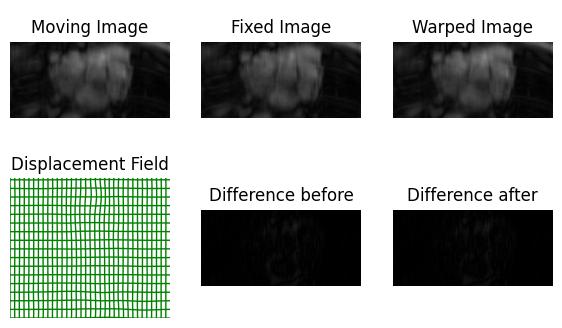 Moving Image
Fixed Image
Warped Image
Displacement Field
Difference before
Difference after